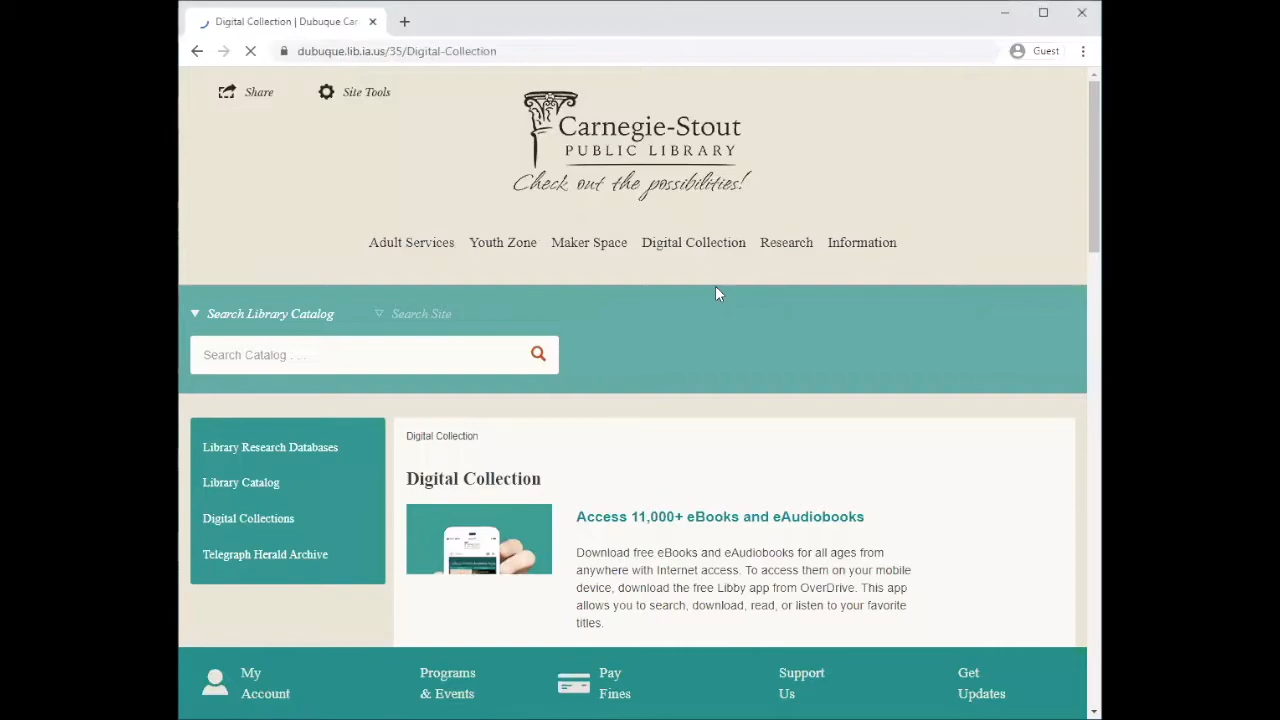 Digital Collection | Dubuque Car
dubuque.lib.ia.us/35/Digital-Collection
Guest
Share
Site Tools
Carnegie-Stout
PUBLIC LIBRARY
Check out the possibilities!
Adult Services Youth Zone Maker Space Digital Collection Research Information
Search Library Catalog
Search Site
Search Catalog . . .
Library Research Databases
Library Catalog
Digital Collections
Telegraph Herald Archive
Digital Collection
Digital Collection
Access 11,000+ eBooks and eAudiobooks
Download free eBooks and eAudiobooks for all ages from
anywhere with Internet access. To access them on your mobile
device, download the free Libby app from OverDrive. This app
allows you to search, download, read, or listen to your favorite
titles.
My
Account
Programs
& Events
Pay
Fines
Support
Us
Get
Updates